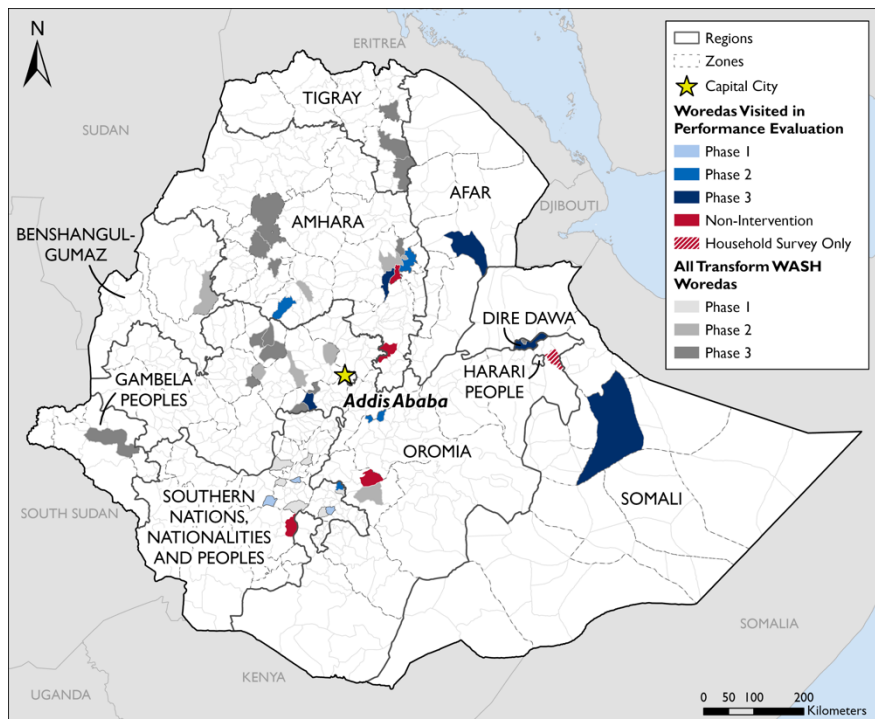 N
ERITREA
TIGRAY
SUDAN
AFAR
AMHARA
DJIBOUTI
BENSHANGUL-
GUMAZ
DIRE DAWA
HARARI
PEOPLE
GAMBELA
PEOPLES
Addis Ababa
OROMIA
SOMALI
SOUTHERN
NATIONS,
NATIONALITIES
AND PEOPLES
SOUTH SUDAN
SOMALIA
KENYA
UGANDA
Regions
Zones
Capital City
Woredas Visited in
Performance Evaluation
Phase 1
Phase 2
Phase 3
Non-Intervention
Household Survey Only
All Transform WASH
Woredas
Phase 1
Phase 2
Phase 3
0 50 100 200
Kilometers